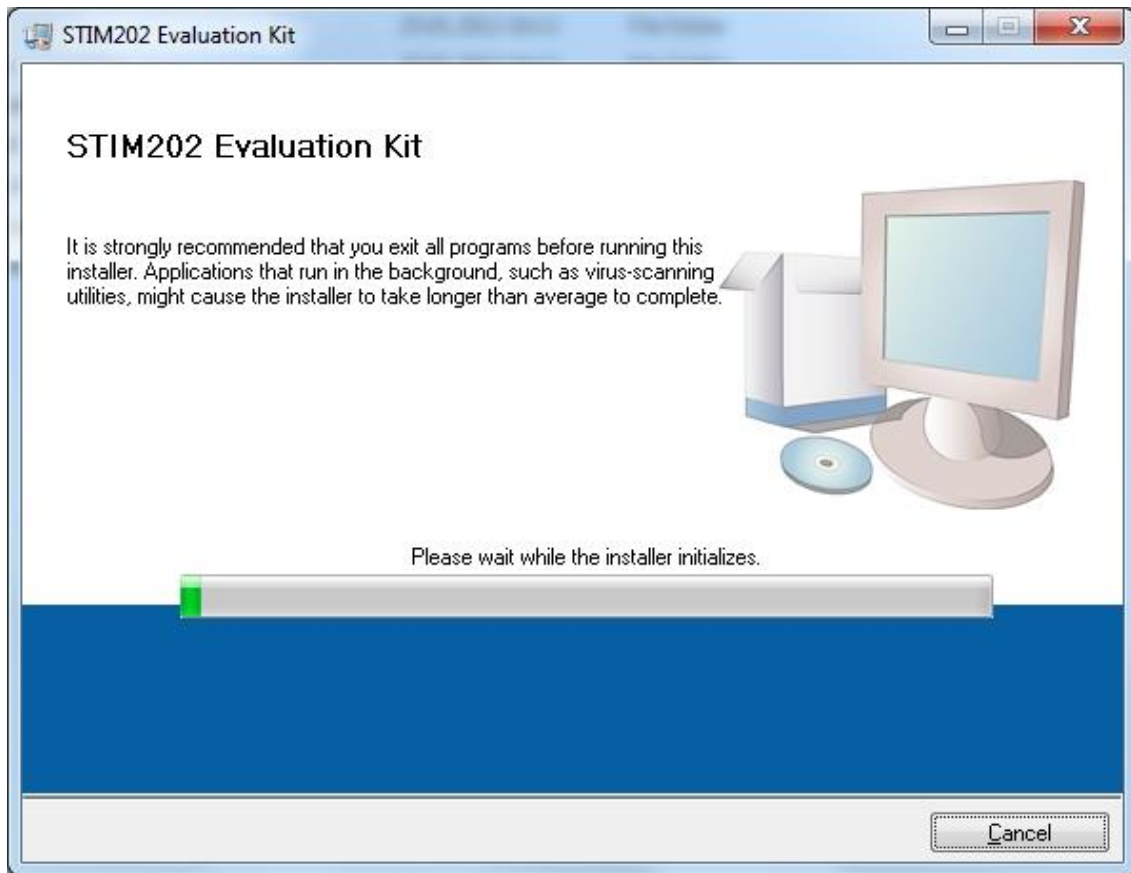 STIM202 Evaluation Kit
STIM202 Evaluation Kit
It is strongly recommended that you exit all programs before running this
installer. Applications that run in the background, such as virus-scanning
utilities, might cause the installer to take longer than average to complete.
Please wait while the installer initializes.
Cancel